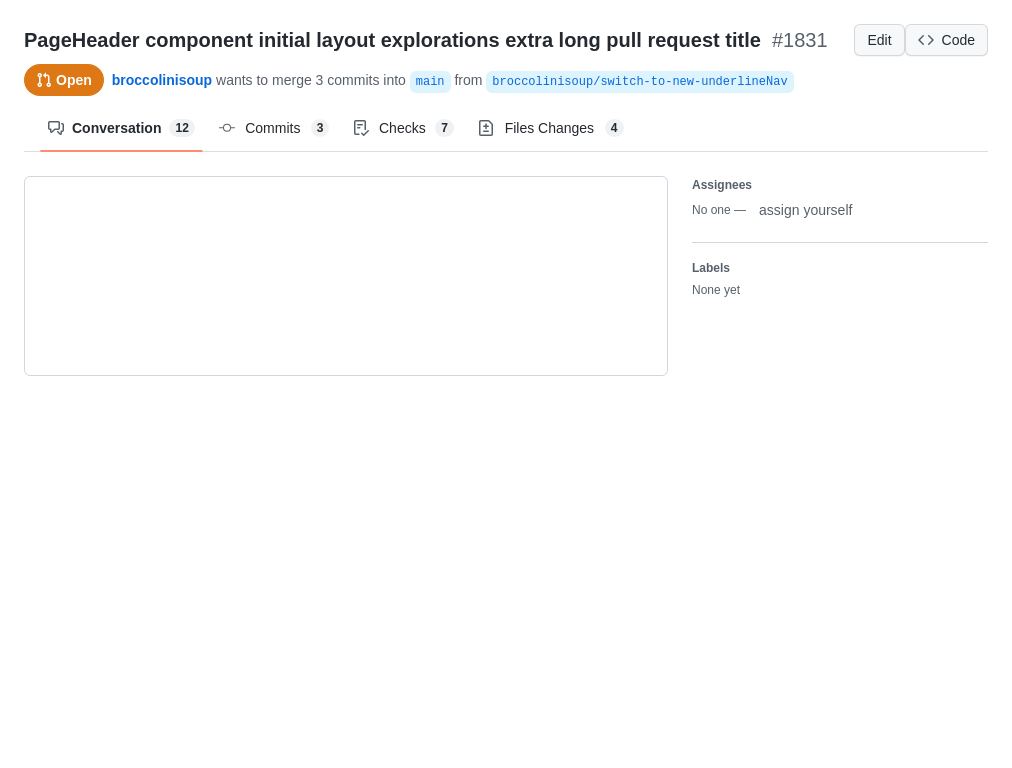 PageHeader component initial layout explorations extra long pull request title #1831
Edit
Code
Open
broccolinisoup wants to merge 3 commits into main from broccolinisoup/switch-to-new-underlineNav
Conversation 12
Commits 3
Checks 7
Files Changes 4
Assignees
No one — assign yourself
Labels
None yet